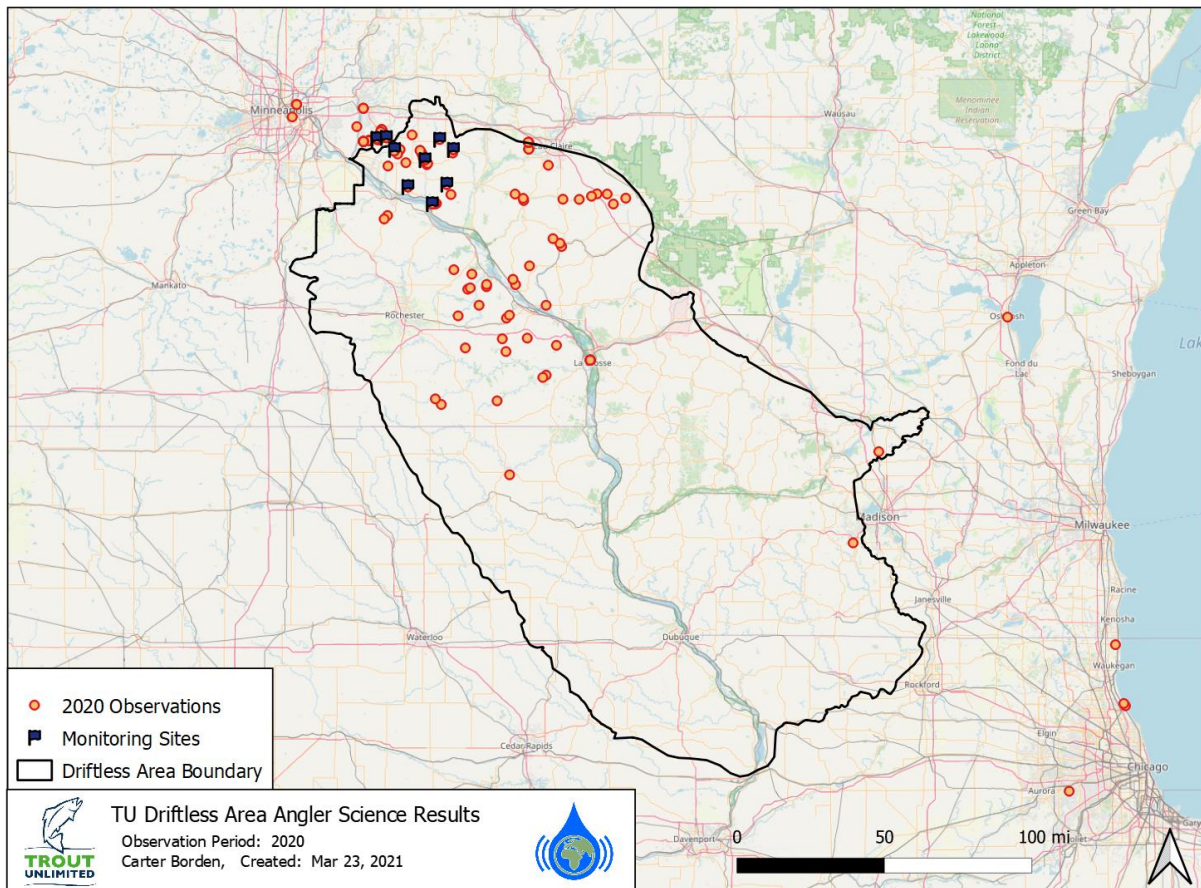 National
Forest-
Lakewood-
Laona
District
Minneapolis
Menominee
Indian
Reservation
Wausau
Claire
Green Bay
Mankato
Appleton
Rochester
Oshkosh
Lak
La Crosse
Fond du
Lac
Sheboygan
Madison
Milwaukee
Janesville
Racine
Kenosha
Dubuque
Waterloo
Waukegan
Rockford
Cedar Rapids
Elgin
Chicago
Aurora
Gary
Davenport
2020 Observations
Monitoring Sites
Driftless Area Boundary
TU Driftless Area Angler Science Results
Observation Period: 2020
Carter Borden, Created: Mar 23, 2021
TROUT
UNLIMITED
0 50 100 mi